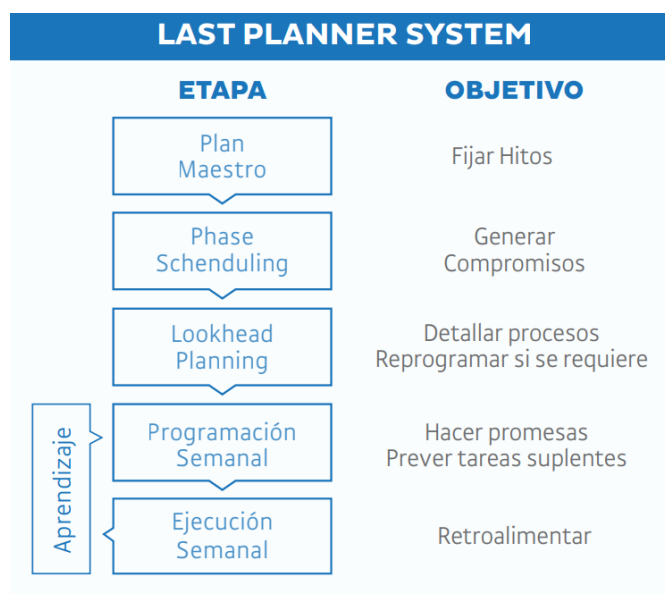 LAST PLANNER SYSTEM
ETAPA
OBJETIVO
Plan
Maestro
Fijar Hitos
Phase
Schenduling
Generar
Compromisos
Lookhead
Planning
Detallar procesos
Reprogramar si se requiere
Aprendizaje
Programación
Semanal
Hacer promesas
Prever tareas suplentes
Ejecución
Semanal
Retroalimentar